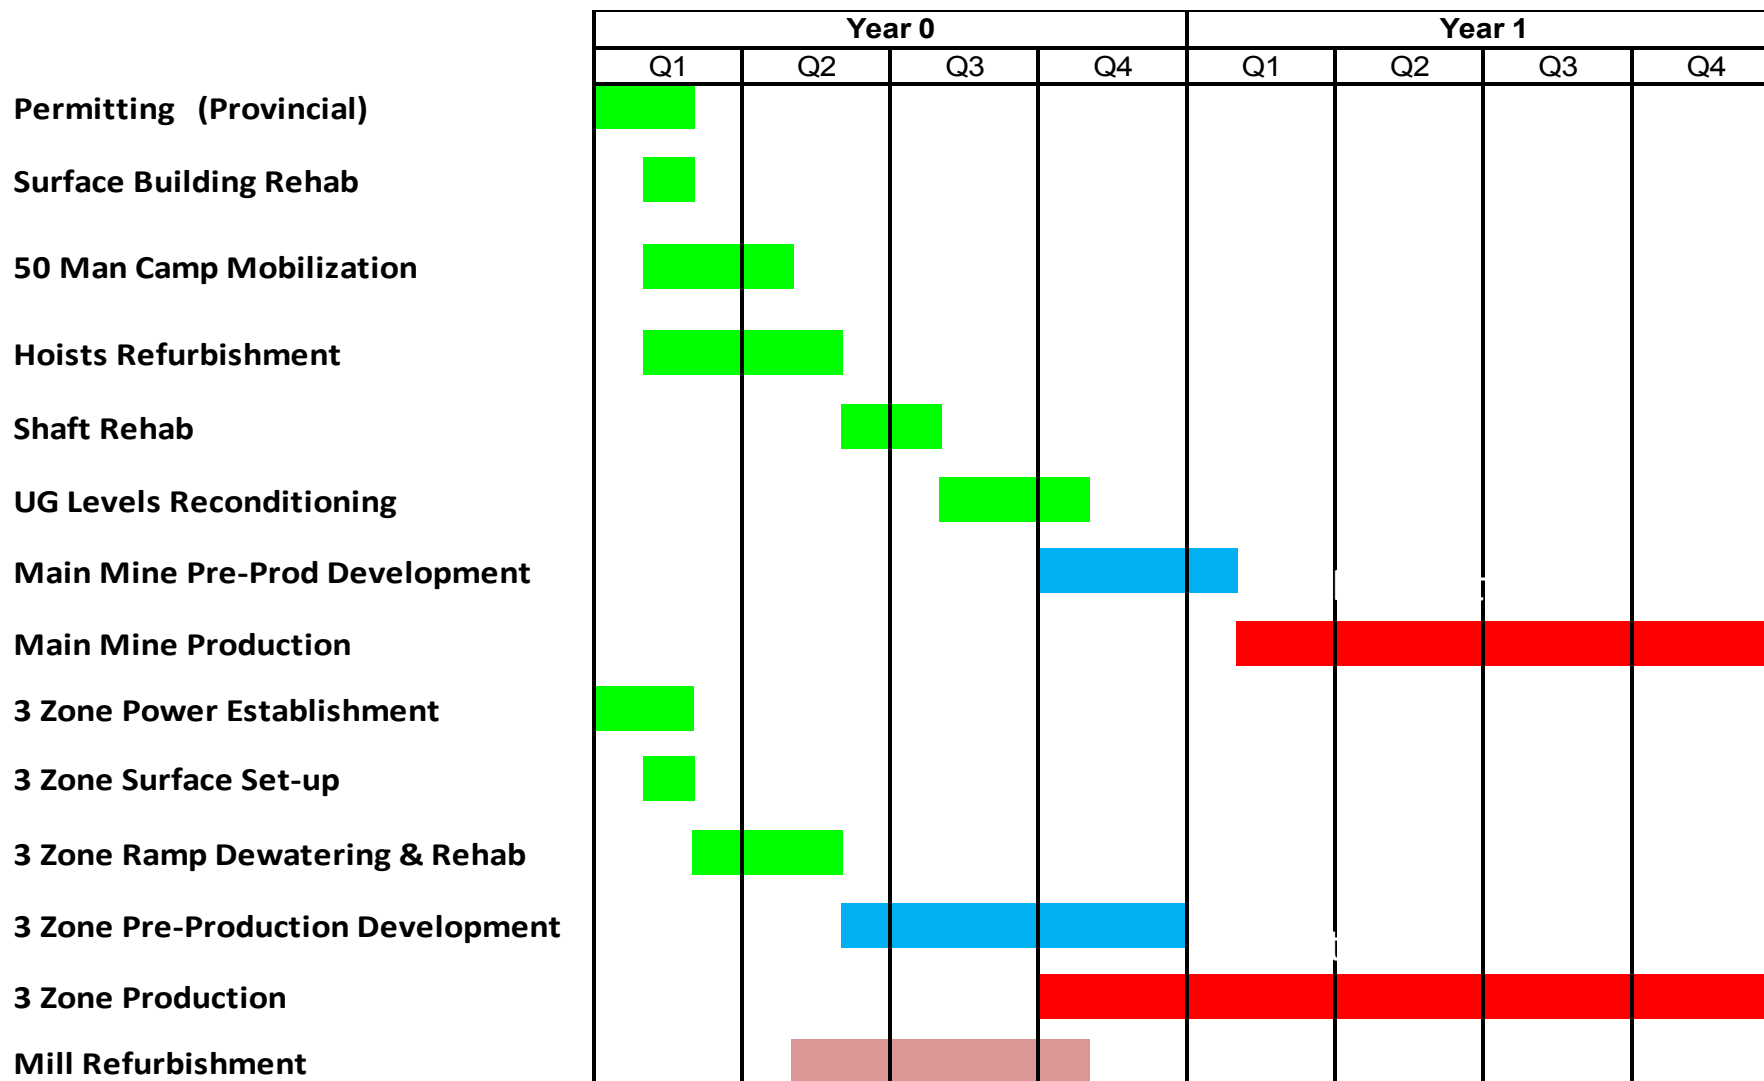 Year 0 Year 1
Q1 Q2 Q3 Q4 Q1 Q2 Q3 Q4
Permitting (Provincial)
Surface Building Rehab
50 Man Camp Mobilization
Hoists Refurbishment
Shaft Rehab
UG Levels Reconditioning
Main Mine Pre-Prod Development
Main Mine Production
3 Zone Power Establishment
3 Zone Surface Set-up
3 Zone Ramp Dewatering & Rehab
3 Zone Pre-Production Development
3 Zone Production
Mill Refurbishment